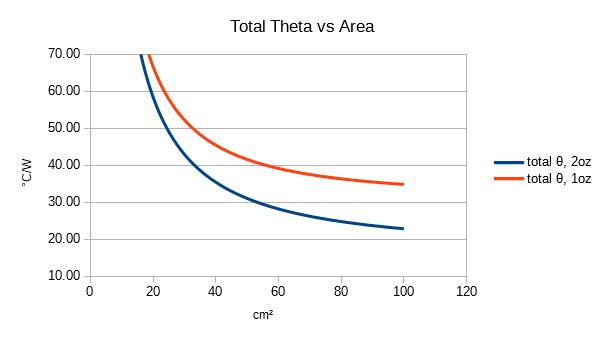 Total Theta vs Area
70.00
60.00
50.00
40.00
30.00
20.00
10.00
°C/W
0 20 40 60 80 100 120
cm²
total θ, 2oz
total θ, 1oz